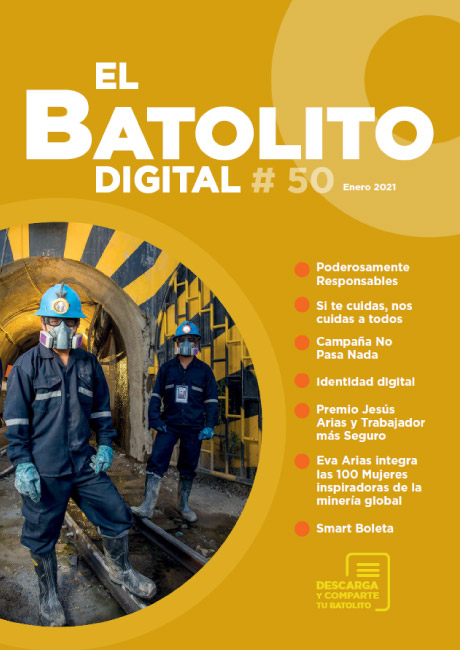 EL
BATOLITO
DIGITAL # 50 Enero 2021
Poderosamente
Responsables
Si te cuidas, nos
cuidas a todos
Campaña No
Pasa Nada
Identidad digital
Premio Jesús
Arias y Trabajador
más Seguro
Eva Arias integra
las 100 Mujeres
inspiradoras de la
minería global
Smart Boleta
DESCARGA
Y COMPARTE
TU BATOLITO